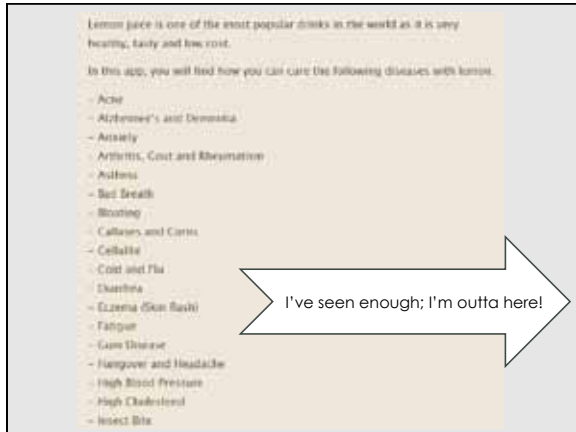 Lemon juice is one of the most popular drinks in the world as it is very
healthy, tasty and low cost.
In this app, you will find how you can cure the following diseases with lemon.
- Acne
- Alzheimer's and Dementia
- Anxiety
- Arthritis, Gout and Rheumatism
- Asthma
- Bad Breath
- Bloating
- Calluses and Corns
- Cellulite
- Cold and Flu
- Diarrhea
- Eczema (Skin Rash)
- Fatigue
- Gum Disease
- Hangover and Headache
- High Blood Pressure
- High Cholesterol
- Insect Bite
I've seen enough; I'm outta here!